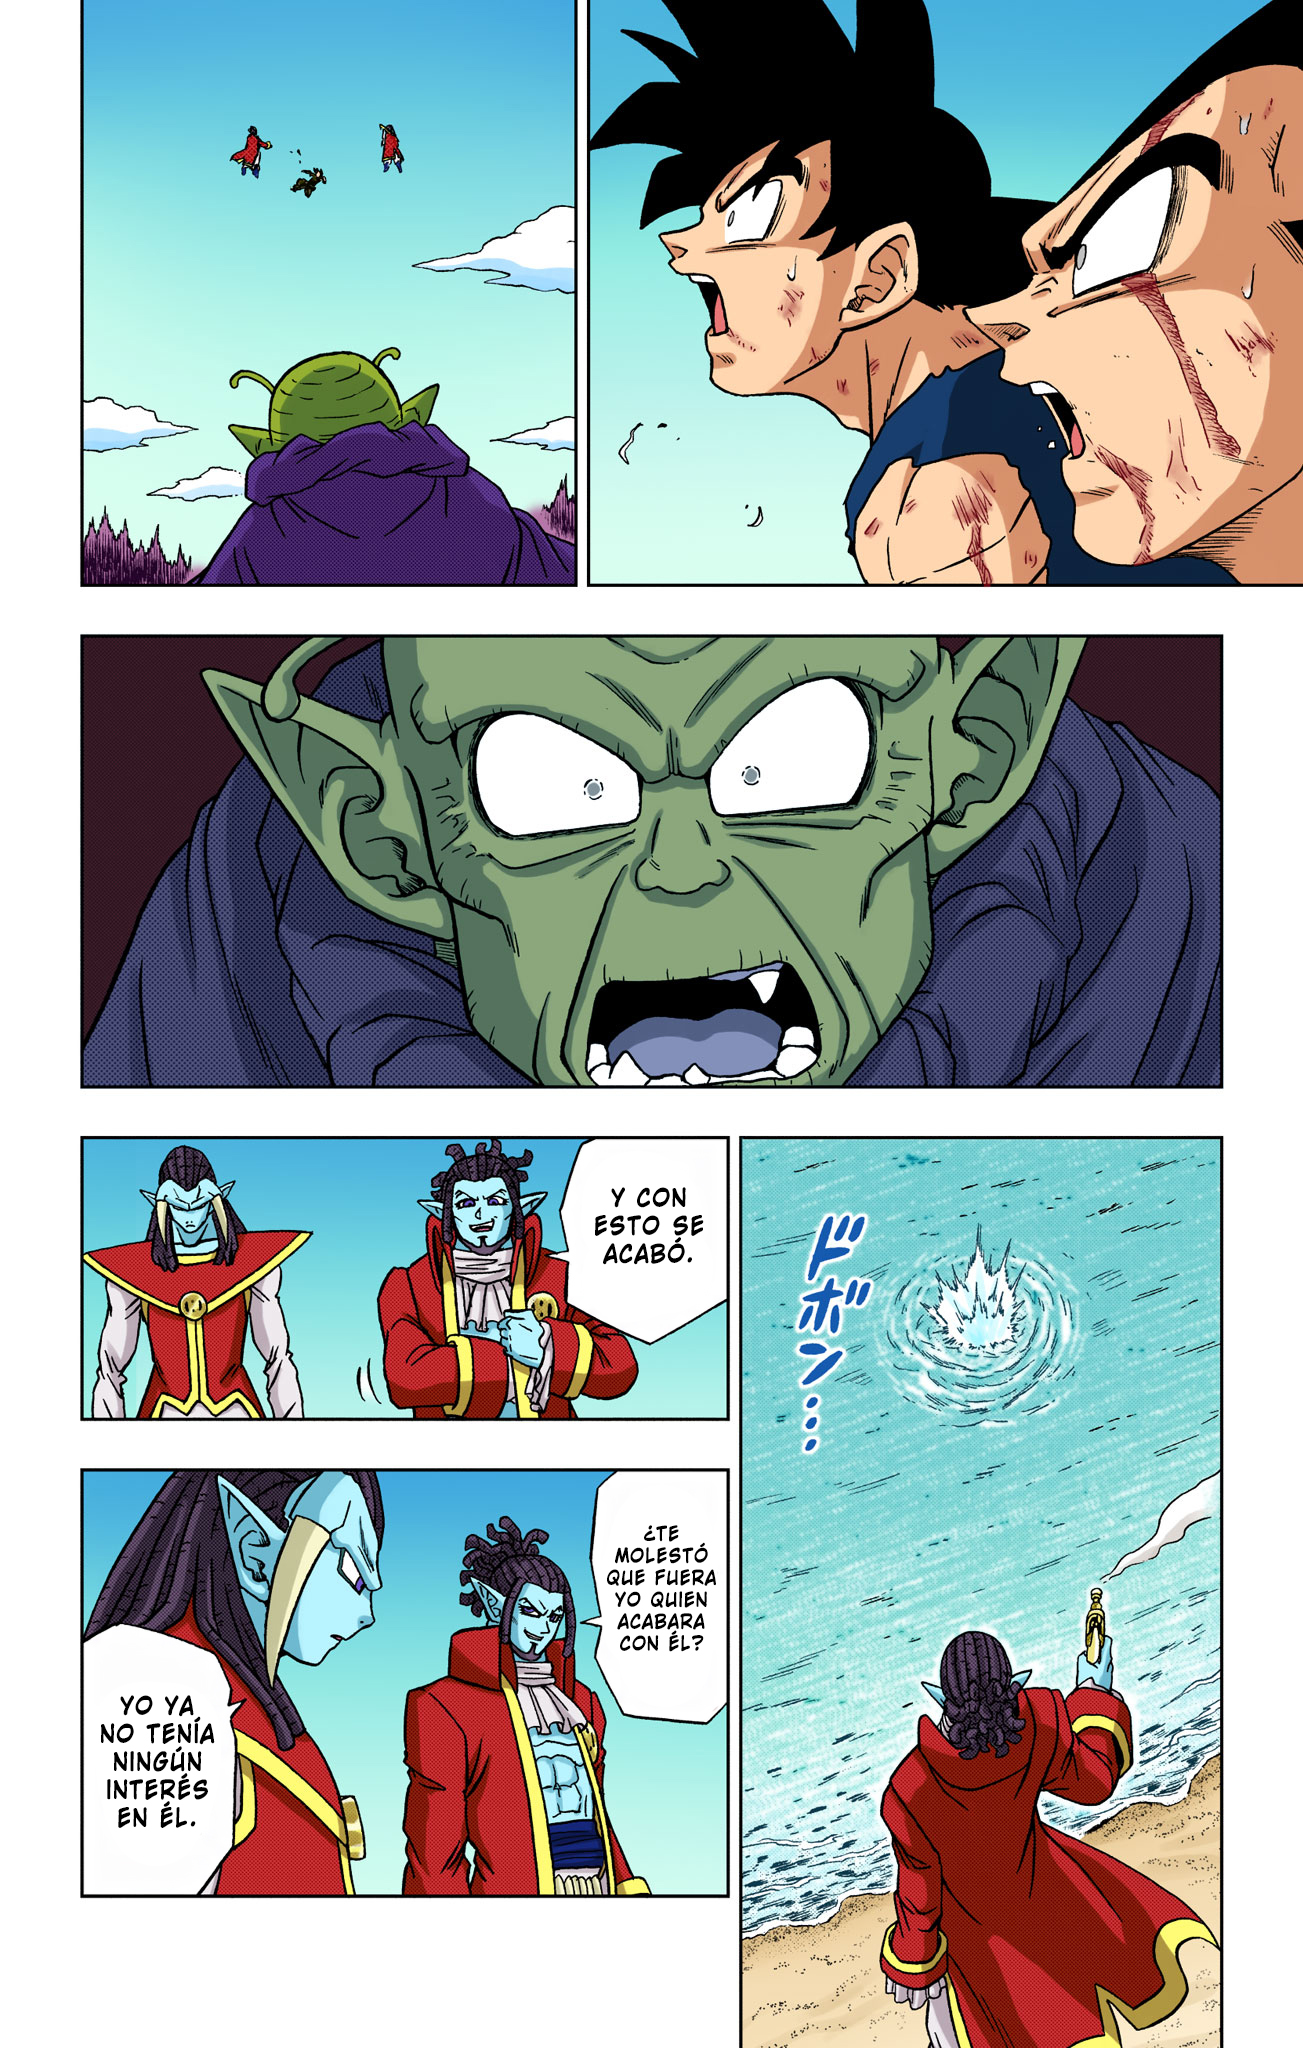 ドボン…
Y CON
ESTO SE
ACABÓ.
¿TE
MOLESTÓ
QUE FUERA
YO QUIEN
ACABARA
CON ÉL?
YO YA
NO TENÍA
NINGÚN
INTERÉS
EN ÉL.